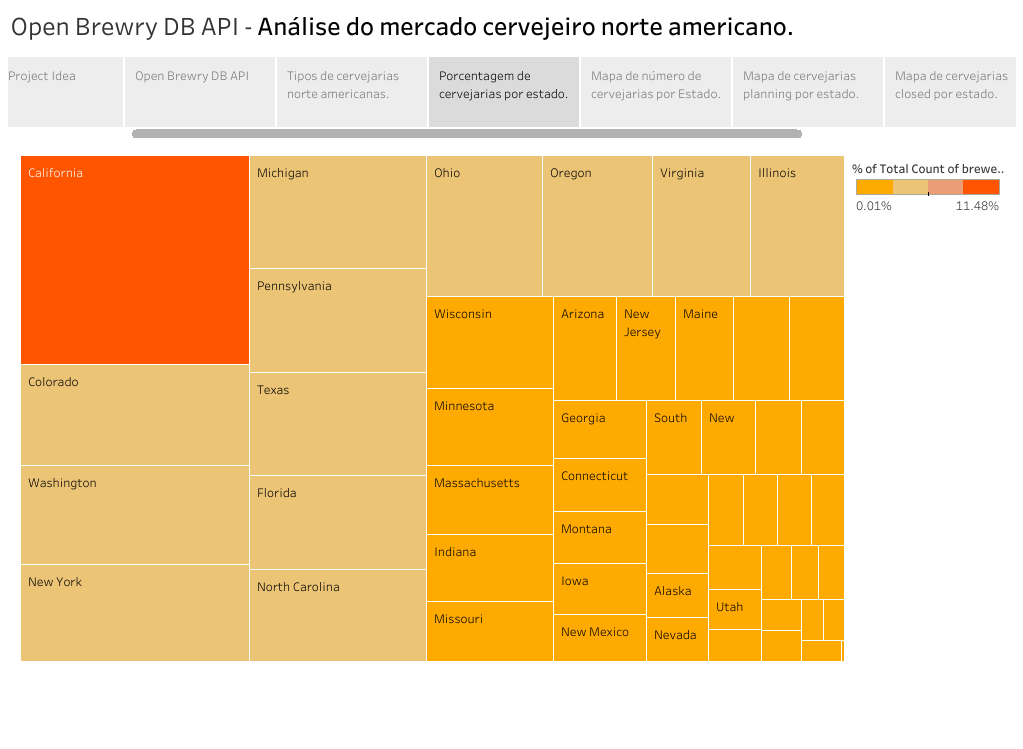 Open Brewry DB API - Análise do mercado cervejeiro norte americano.
Project Idea
Open Brewry DB API
Tipos de cervejarias
norte americanas.
Porcentagem de
cervejarias por estado.
Mapa de número de
cervejarias por Estado.
Mapa de cervejarias
planning por estado.
Mapa de cervejarias
closed por estado.
California
Colorado
Washington
New York
Michigan
Pennsylvania
Texas
Florida
North Carolina
Ohio
Oregon
Virginia
Illinois
Wisconsin
Minnesota
Massachusetts
Indiana
Missouri
Arizona
New
Jersey
Maine
Georgia
Connecticut
Montana
Iowa
New Mexico
South
New
Alaska
Nevada
Utah
% of Total Count of brewe..
0.01%
11.48%